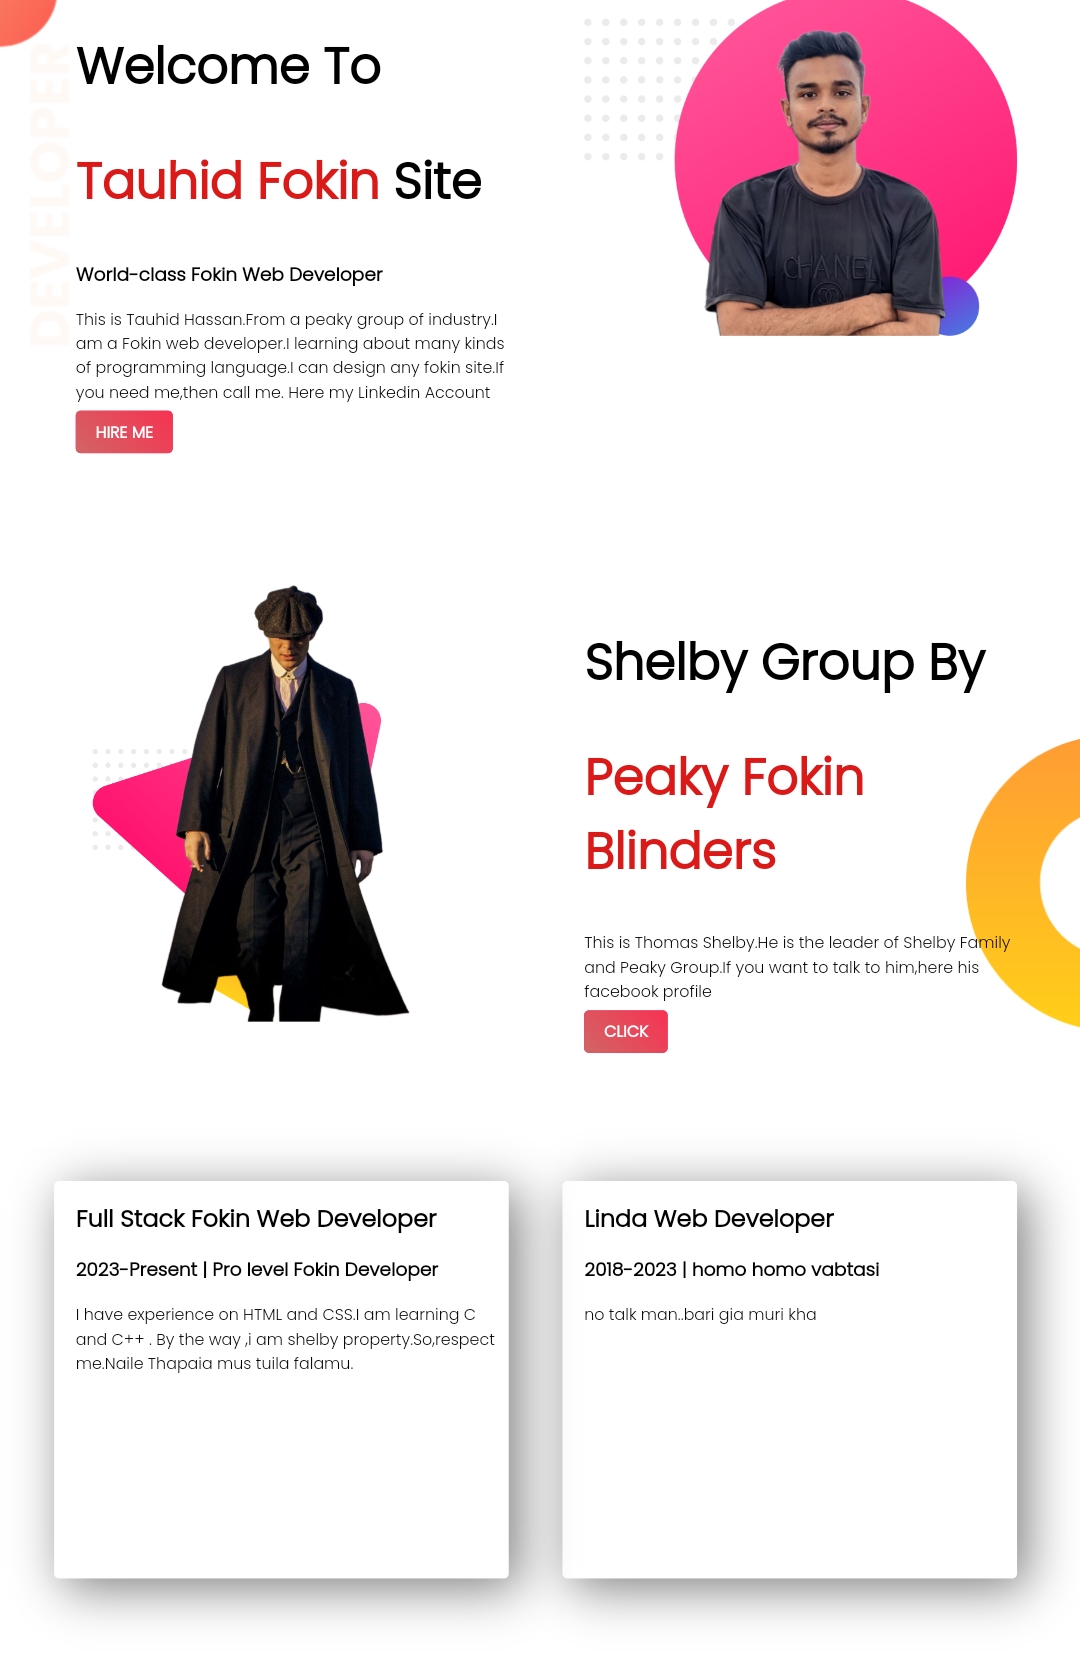 DEVELOPER
Welcome To
Tauhid Fokin Site
World-class Fokin Web Developer
This is Tauhid Hassan.From a peaky group of industry.I
am a Fokin web developer.I learning about many kinds
of programming language.I can design any fokin site.If
you need me,then call me. Here my Linkedin Account
HIRE ME
CHANEL
Shelby Group By
Peaky Fokin
Blinders
This is Thomas Shelby.He is the leader of Shelby Family
and Peaky Group.If you want to talk to him,here his
facebook profile
CLICK
Full Stack Fokin Web Developer
2023-Present | Pro level Fokin Developer
I have experience on HTML and CSS.I am learning C
and C++ . By the way ,i am shelby property.So,respect
me.Naile Thapaia mus tuila falamu.
Linda Web Developer
2018-2023 | homo homo vabtasi
no talk man..bari gia muri kha